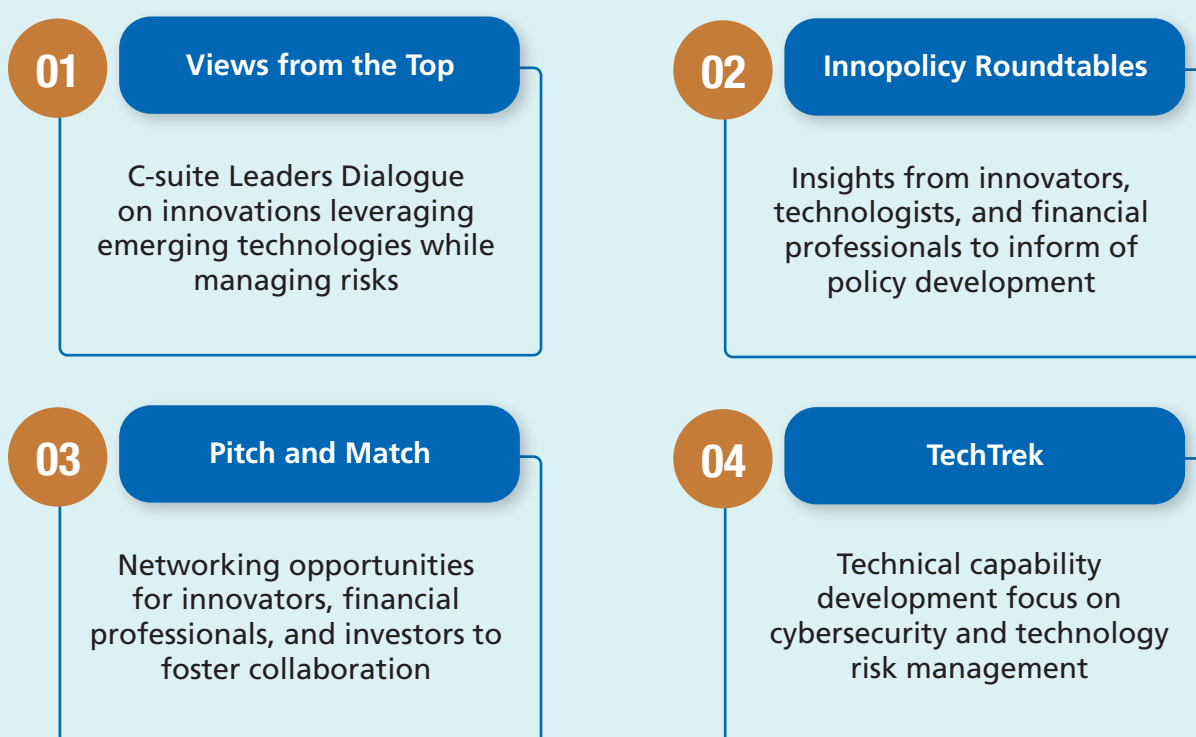 01
Views from the Top
C-suite Leaders Dialogue
on innovations leveraging
emerging technologies while
managing risks
02
Innopolicy Roundtables
Insights from innovators,
technologists, and financial
professionals to inform of
policy development
03
Pitch and Match
Networking opportunities
for innovators, financial
professionals, and investors to
foster collaboration
04
TechTrek
Technical capability
development focus on
cybersecurity and technology
risk management